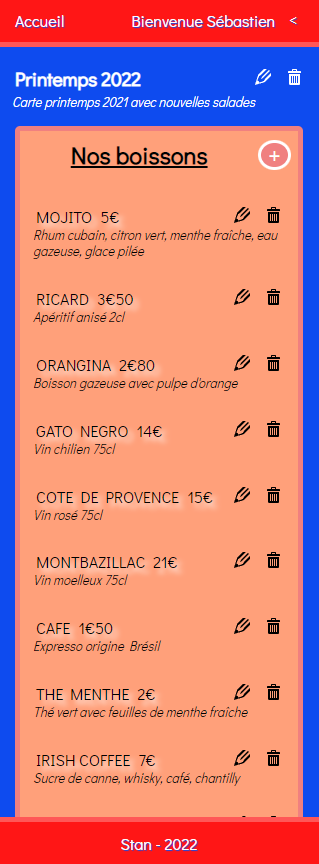 Accueil Bienvenue Sébastien <
Printemps 2022
Carte printemps 2021 avec nouvelles salades
Nos boissons +
MOJITO 5€
Rhum cubain, citron vert, menthe fraîche, eau
gazeuse, glace pilée
RICARD 3€50
Apéritif anisé 2cl
ORANGINA 2€80
Boisson gazeuse avec pulpe d'orange
GATO NEGRO 14€
Vin chilien 75cl
COTE DE PROVENCE 15€
Vin rosé 75cl
MONTBAZILLAC 21€
Vin moelleux 75cl
CAFE 1€50
Expresso origine Brésil
THE MENTHE 2€
Thé vert avec feuilles de menthe fraiche
IRISH COFFEE 7€
Sucre de canne, whisky, café, chantilly
Stan - 2022